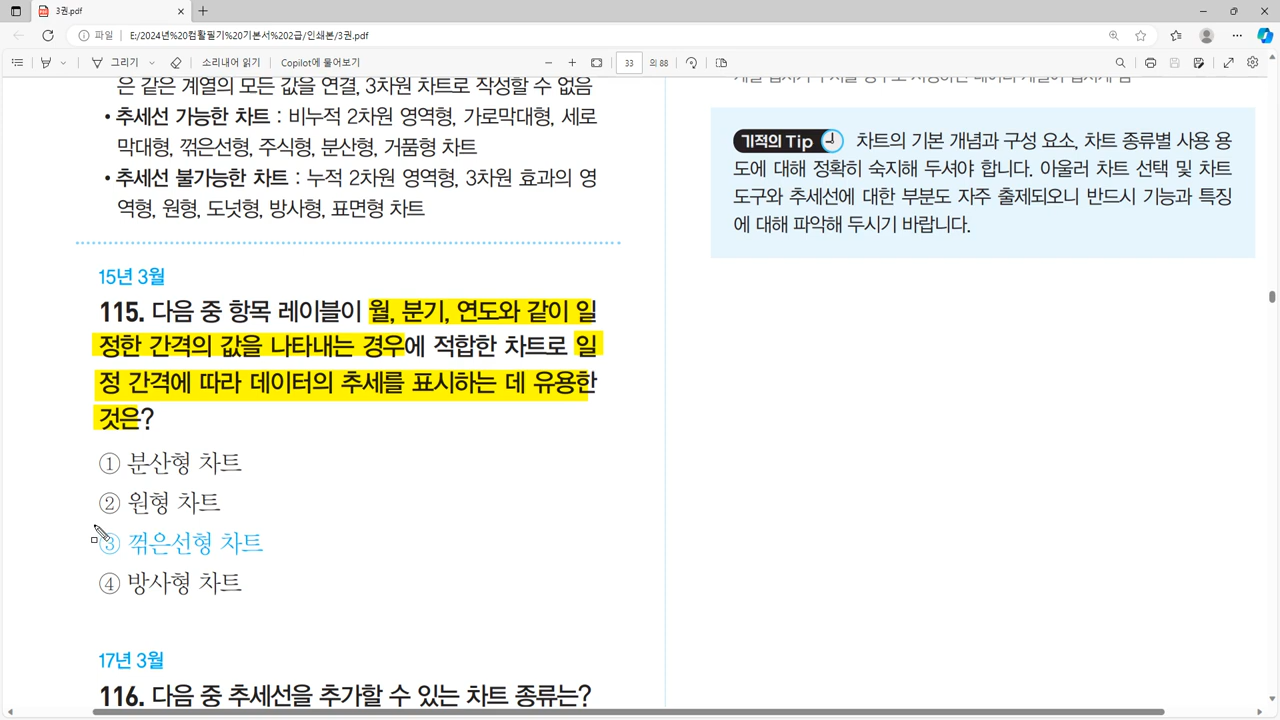 3권.pdf
파일
E:/2024년%20컴활필기%20기본서%202급/인쇄본/3권.pdf
그리기
소리내어 읽기
Copilot에 물어보기
33
의 88
은 같은 계열의 모든 값을 연결, 3차원 차트로 작성할 수 없음
• 추세선 가능한 차트 : 비누적 2차원 영역형, 가로막대형, 세로
막대형, 꺾은선형, 주식형, 분산형, 거품형 차트
• 추세선 불가능한 차트 : 누적 2차원 영역형, 3차원 효과의 영
역형, 원형, 도넛형, 방사형, 표면형 차트
15년 3월
115. 다음 중 항목 레이블이 월, 분기, 연도와 같이 일
정한 간격의 값을 나타내는 경우에 적합한 차트로 일
정 간격에 따라 데이터의 추세를 표시하는 데 유용한
것은?
① 분산형 차트
② 원형 차트
③ 꺾은선형 차트
④ 방사형 차트
17년 3월
116. 다음 중 추세선을 추가할 수 있는 차트 종류는?
기적의 Tip 차트의 기본 개념과 구성 요소, 차트 종류별 사용 용
도에 대해 정확히 숙지해 두셔야 합니다. 아울러 차트 선택 및 차트
도구와 추세선에 대한 부분도 자주 출제되오니 반드시 기능과 특징
에 대해 파악해 두시기 바랍니다.